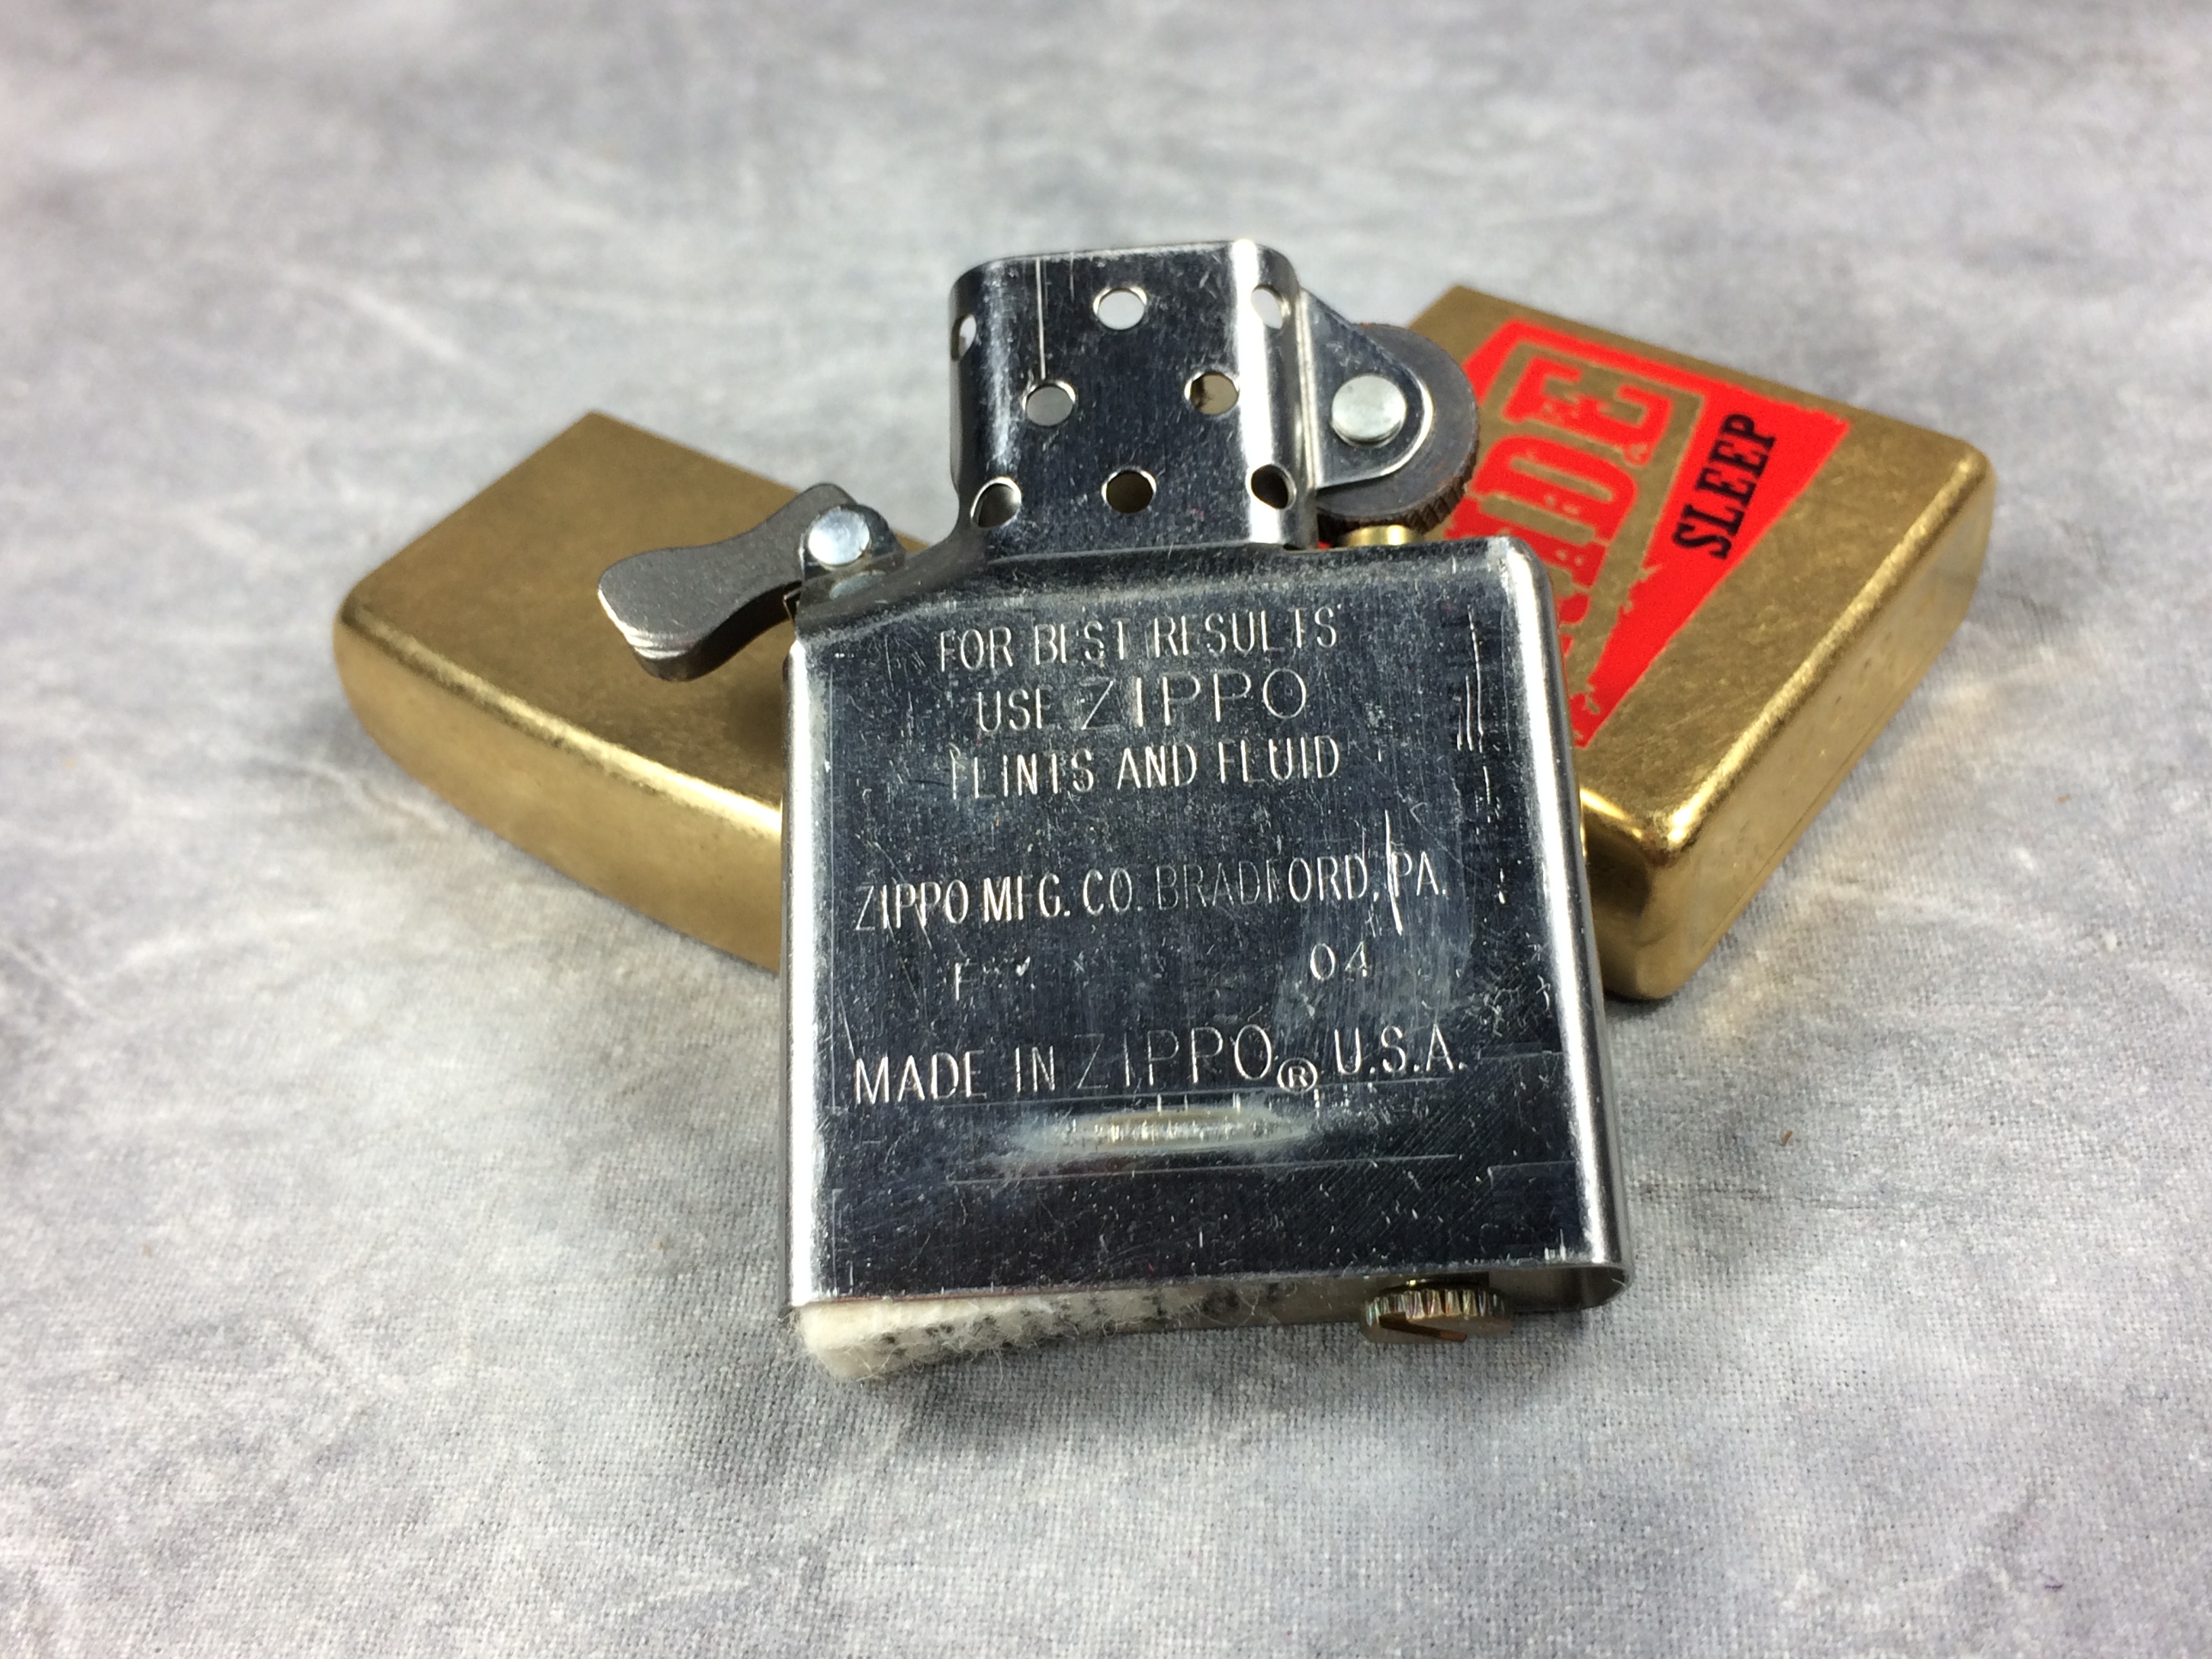 FOR BEST RESULTS
USE ZIPPO
FLINTS AND FLUID
ZIPPO MFG. CO. BRADFORD, PA.
F 04
MADE IN ZIPPO® U.S.A.
SLEEP